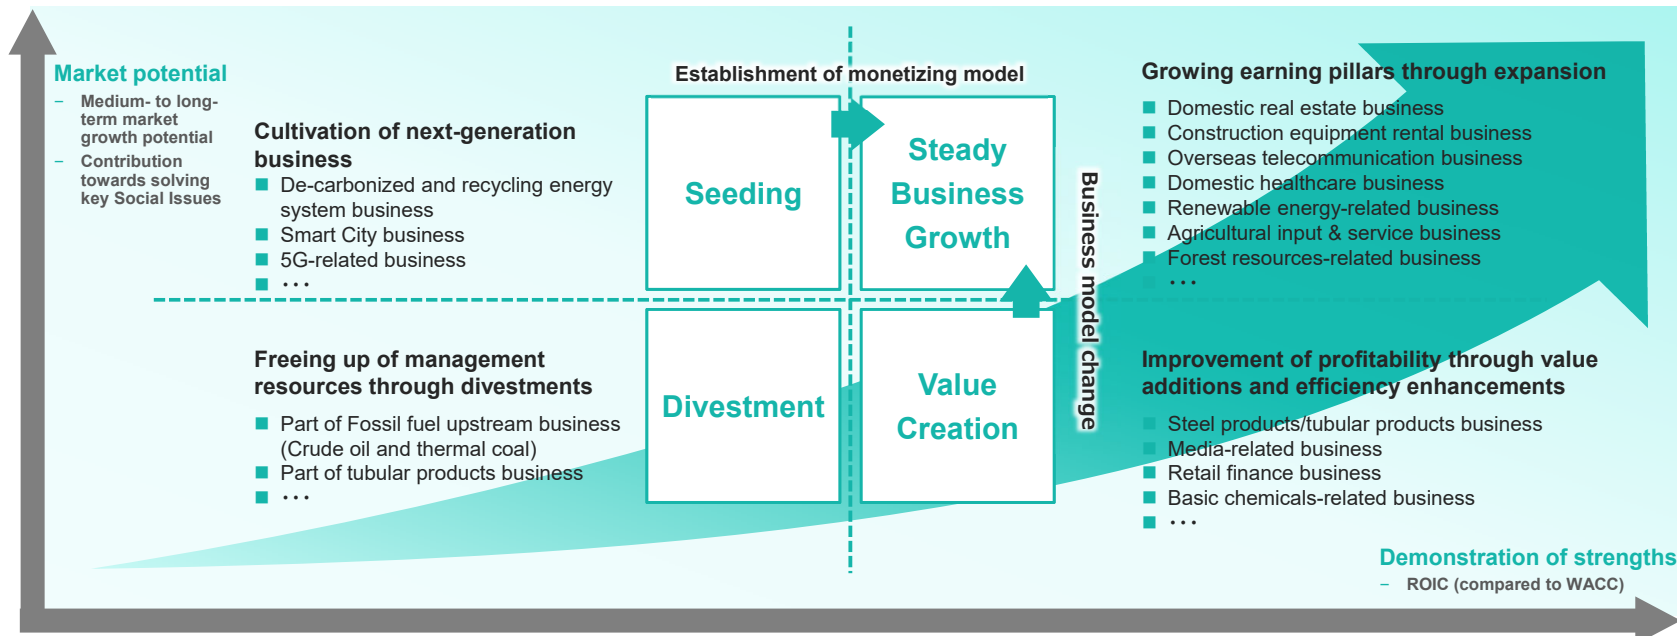 Market potential
– Medium- to long-
term market
growth potential
– Contribution
towards solving
key Social Issues
Cultivation of next-generation
business
■ De-carbonized and recycling energy
system business
■ Smart City business
■ 5G-related business
■ ･･･
Establishment of monetizing model
Seeding
Steady
Business
Growth
Business model change
Growing earning pillars through expansion
■ Domestic real estate business
■ Construction equipment rental business
■ Overseas telecommunication business
■ Domestic healthcare business
■ Renewable energy-related business
■ Agricultural input & service business
■ Forest resources-related business
■ ･･･
Freeing up of management
resources through divestments
■ Part of Fossil fuel upstream business
(Crude oil and thermal coal)
■ Part of tubular products business
■ ･･･
Divestment
Value
Creation
Improvement of profitability through value
additions and efficiency enhancements
■ Steel products/tubular products business
■ Media-related business
■ Retail finance business
■ Basic chemicals-related business
■ ･･･
Demonstration of strengths
– ROIC (compared to WACC)